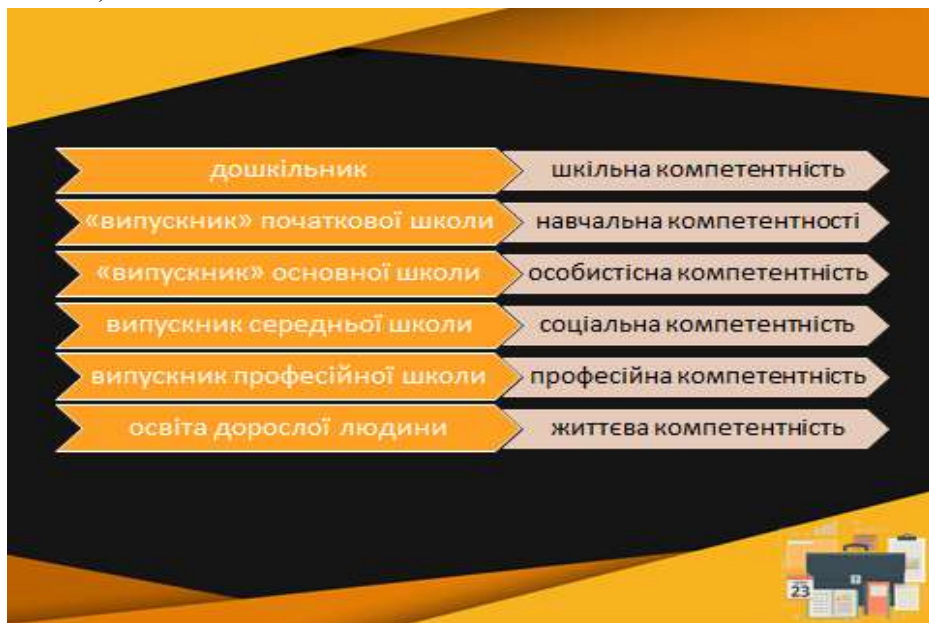 дошкільник шкільна компетентність
«випускник» початкової школи навчальна компетентності
«випускник» основної школи особистісна компетентність
випускник середньої школи соціальна компетентність
випускник професійної школи професійна компетентність
освіта дорослої людини життєва компетентність
23